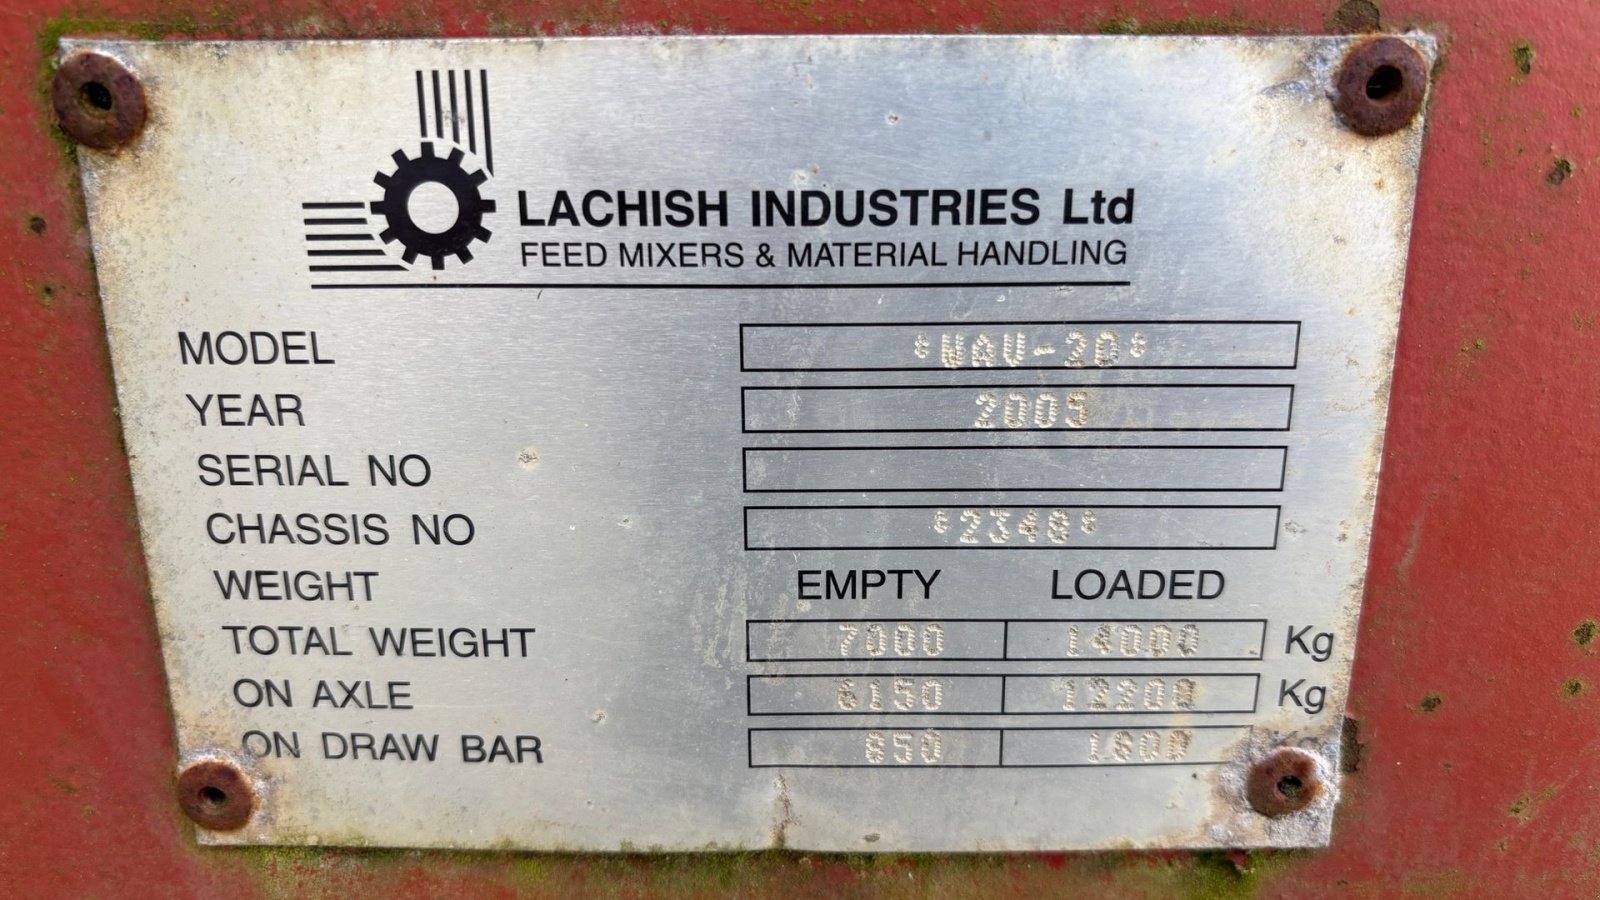 LACHISH INDUSTRIES Ltd
FEED MIXERS & MATERIAL HANDLING
MODEL *WAV-20*
YEAR 2005
SERIAL NO
CHASSIS NO *2348*
WEIGHT EMPTY LOADED
TOTAL WEIGHT 7000 14000 Kg
ON AXLE 6150 12200 Kg
ON DRAW BAR 850 Kg